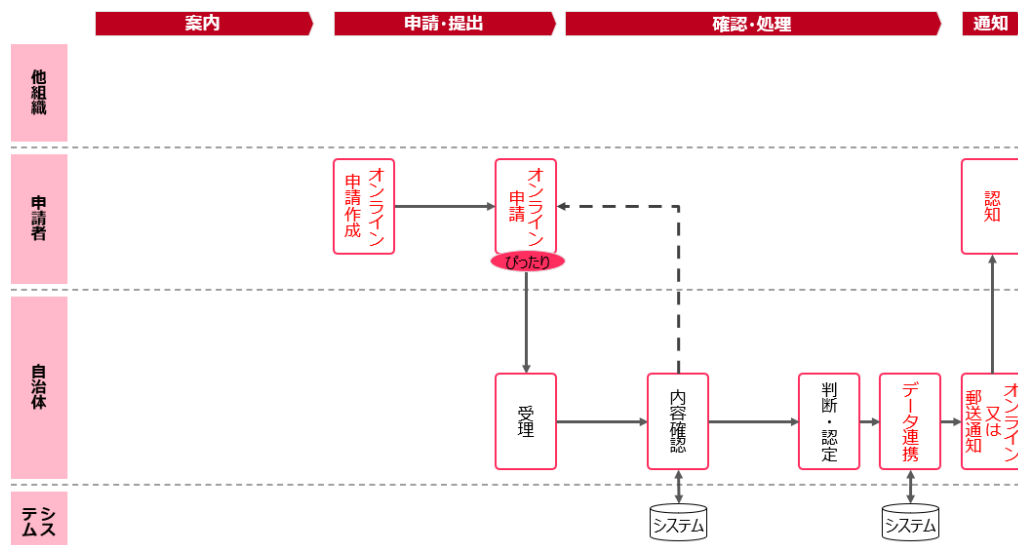 案内
申請・提出
確認・処理
通知
他組織
申請者
オンライン
申請作成
オンライン
申請
ぴったり
認知
自治体
受理
内容確認
判断・認定
データ連携
オンライン
又は
郵送通知
シス
テム
システム
システム